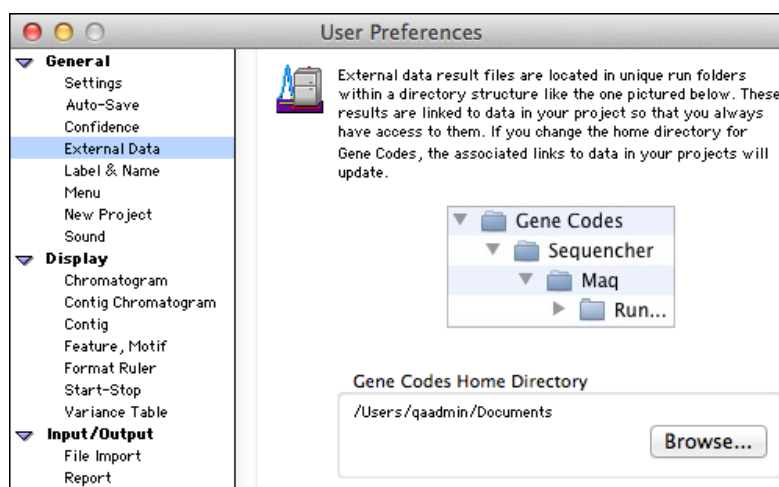 User Preferences
General
Settings
Auto-Save
Confidence
External Data
Label & Name
Menu
New Project
Sound
Display
Chromatogram
Contig Chromatogram
Contig
Feature, Motif
Format Ruler
Start-Stop
Variance Table
Input/Output
File Import
Report
External data result files are located in unique run folders
within a directory structure like the one pictured below. These
results are linked to data in your project so that you always
have access to them. If you change the home directory for
Gene Codes, the associated links to data in your projects will
update.
Gene Codes
Sequencher
Maq
Run...
Gene Codes Home Directory
/Users/qaadmin/Documents
Browse...